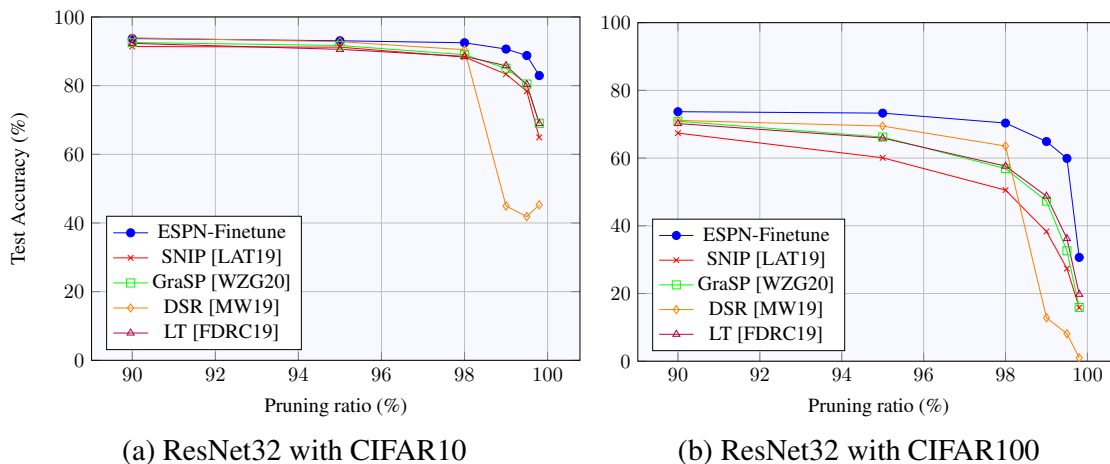 Test Accuracy (%)
100
80
60
40
20
0
ESPN-Finetune
SNIP [LAT19]
GraSP [WZG20]
DSR [MW19]
LT [FDRC19]
90 92 94 96 98 100
Pruning ratio (%)
(a) ResNet32 with CIFAR10
100
80
60
40
20
0
ESPN-Finetune
SNIP [LAT19]
GraSP [WZG20]
DSR [MW19]
LT [FDRC19]
90 92 94 96 98 100
Pruning ratio (%)
(b) ResNet32 with CIFAR100